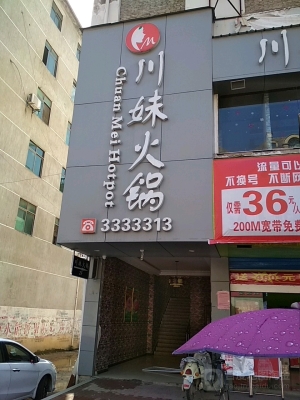 M
川妹火锅
Chuan Mei Hotpot
☎3333313
川
流量可以
不换号 不断网
仅需36元/
200M宽带免费